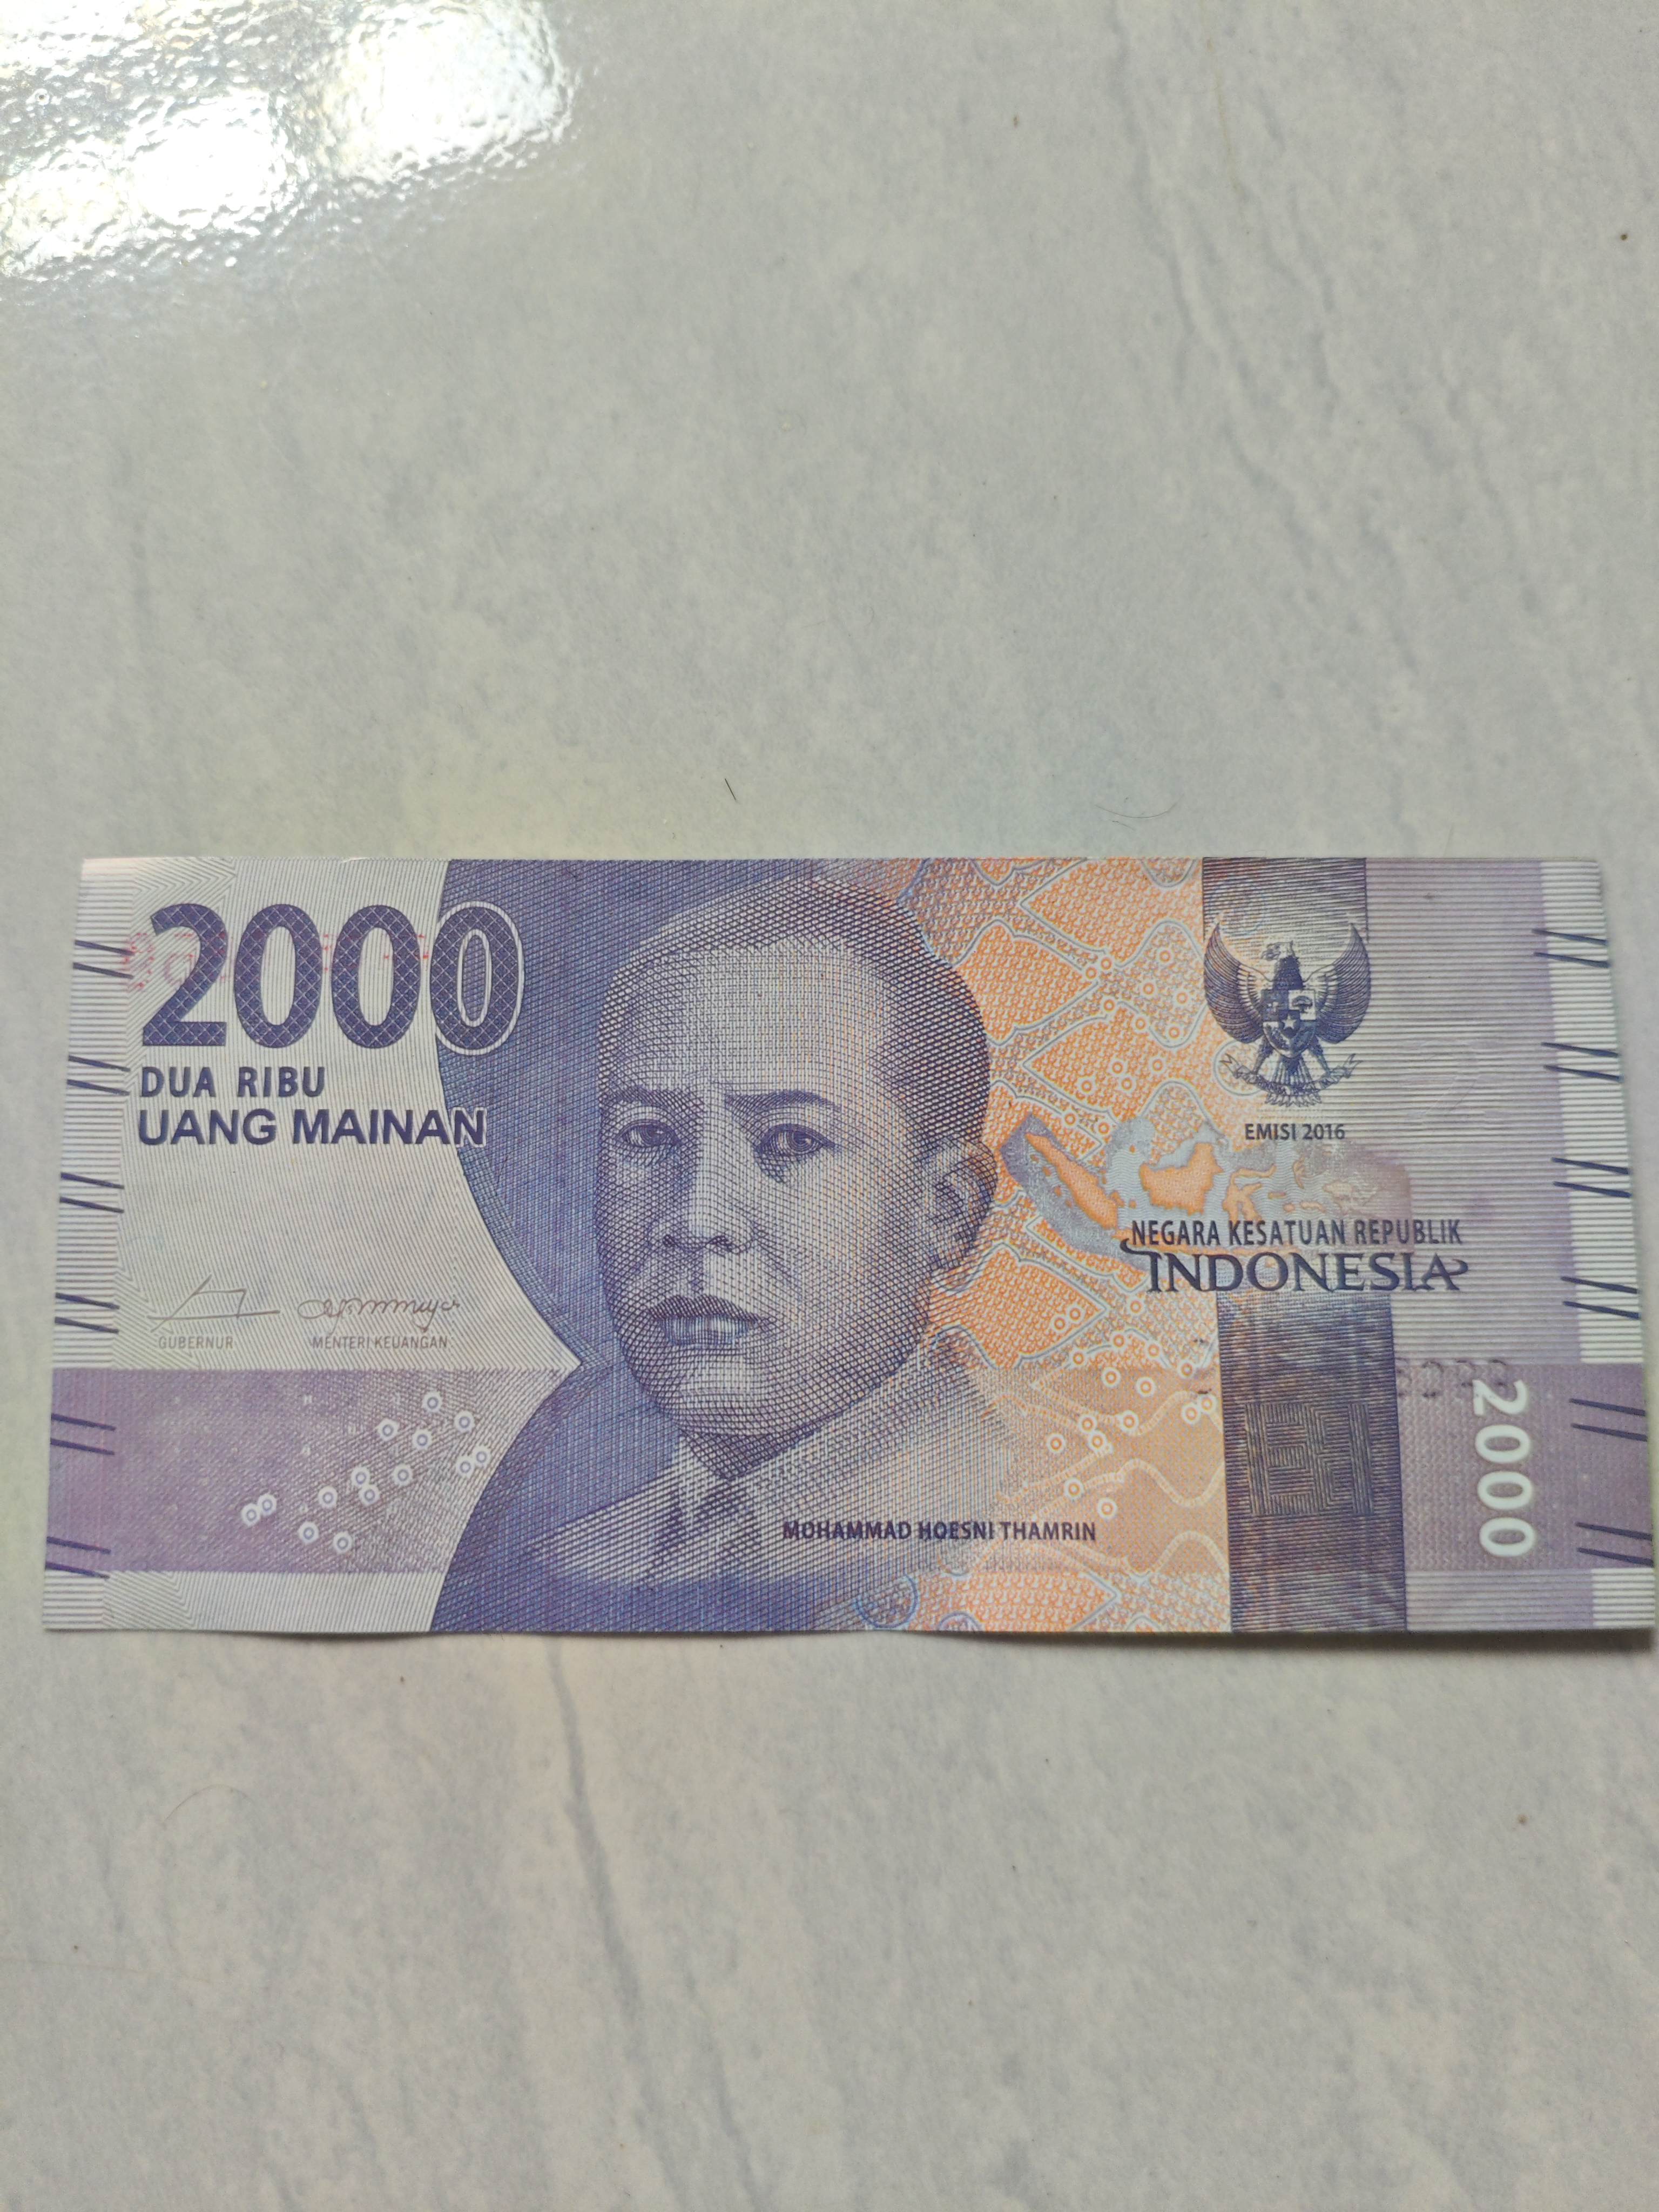 2000
DUA RIBU
UANG MAINAN
GUBERNUR
MENTERI KEUANGAN
EMISI 2016
NEGARA KESATUAN REPUBLIK
INDONESIA
MOHAMMAD HOESNI THAMRIN
2000